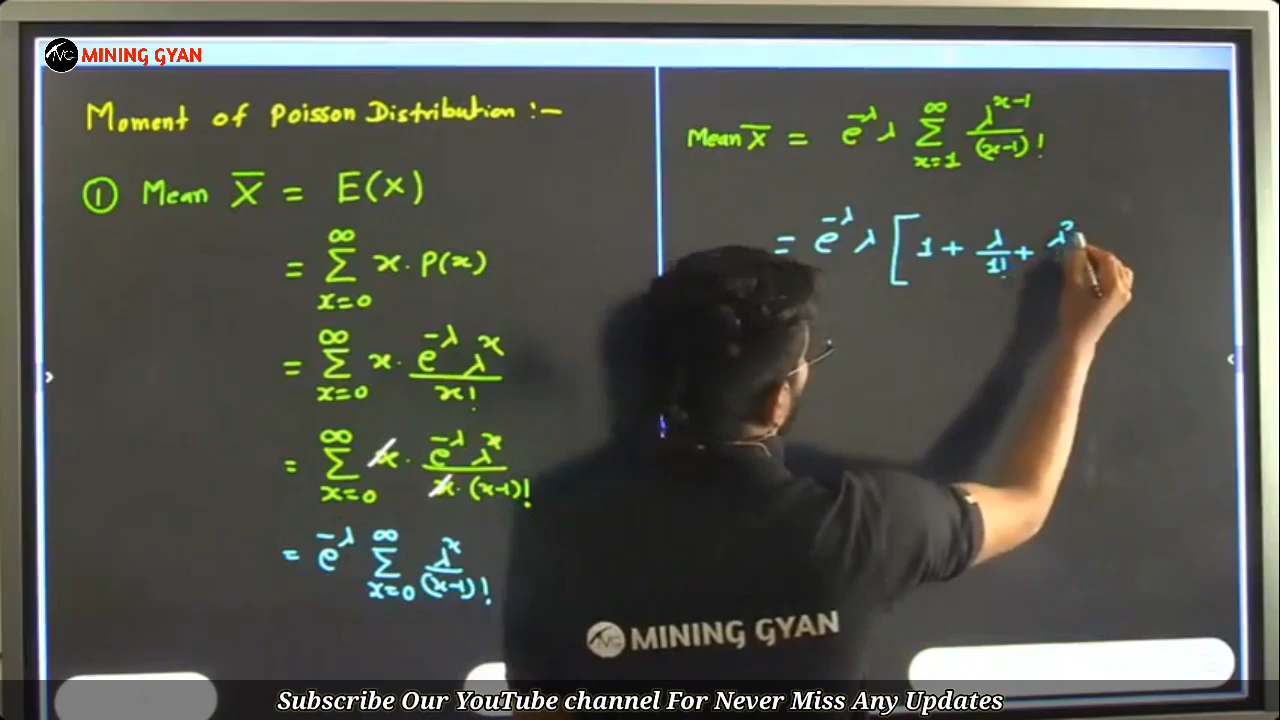 MINING GYAN
Moment of Poisson Distribution :-
① Mean X̅ = E(x)
= ∑_{x=0}^{∞} x · P(x)
= ∑_{x=0}^{∞} x · e^{-λ} λ^x / x!
= ∑_{x=0}^{∞} x · e^{-λ} λ^x / x · (x-1)!
= e^{-λ} ∑_{x=0}^{∞} λ^x / (x-1)!
Mean X̅ = e^{-λ} λ ∑_{x=1}^{∞} λ^{x-1} / (x-1)!
= e^{-λ} λ [ 1 + λ/1! + λ²
MINING GYAN
Subscribe Our YouTube channel For Never Miss Any Updates